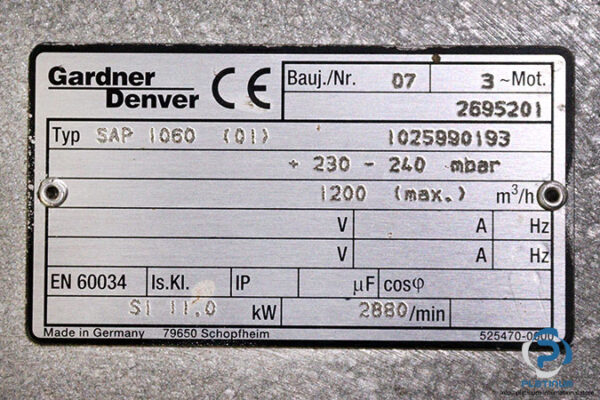 Gardner Denver CE Bauj./Nr. 07 3 ~Mot.
2695201
Typ SAP 1060 (01) 1025990193
+ 230 - 240 mbar
1200 (max.) m³/h
V A Hz
V A Hz
EN 60034 Is.Kl. IP µF cosφ
S1 11.0 kW 2880/min
Made in Germany 79650 Schopfheim 525470-0600
PLATINUM